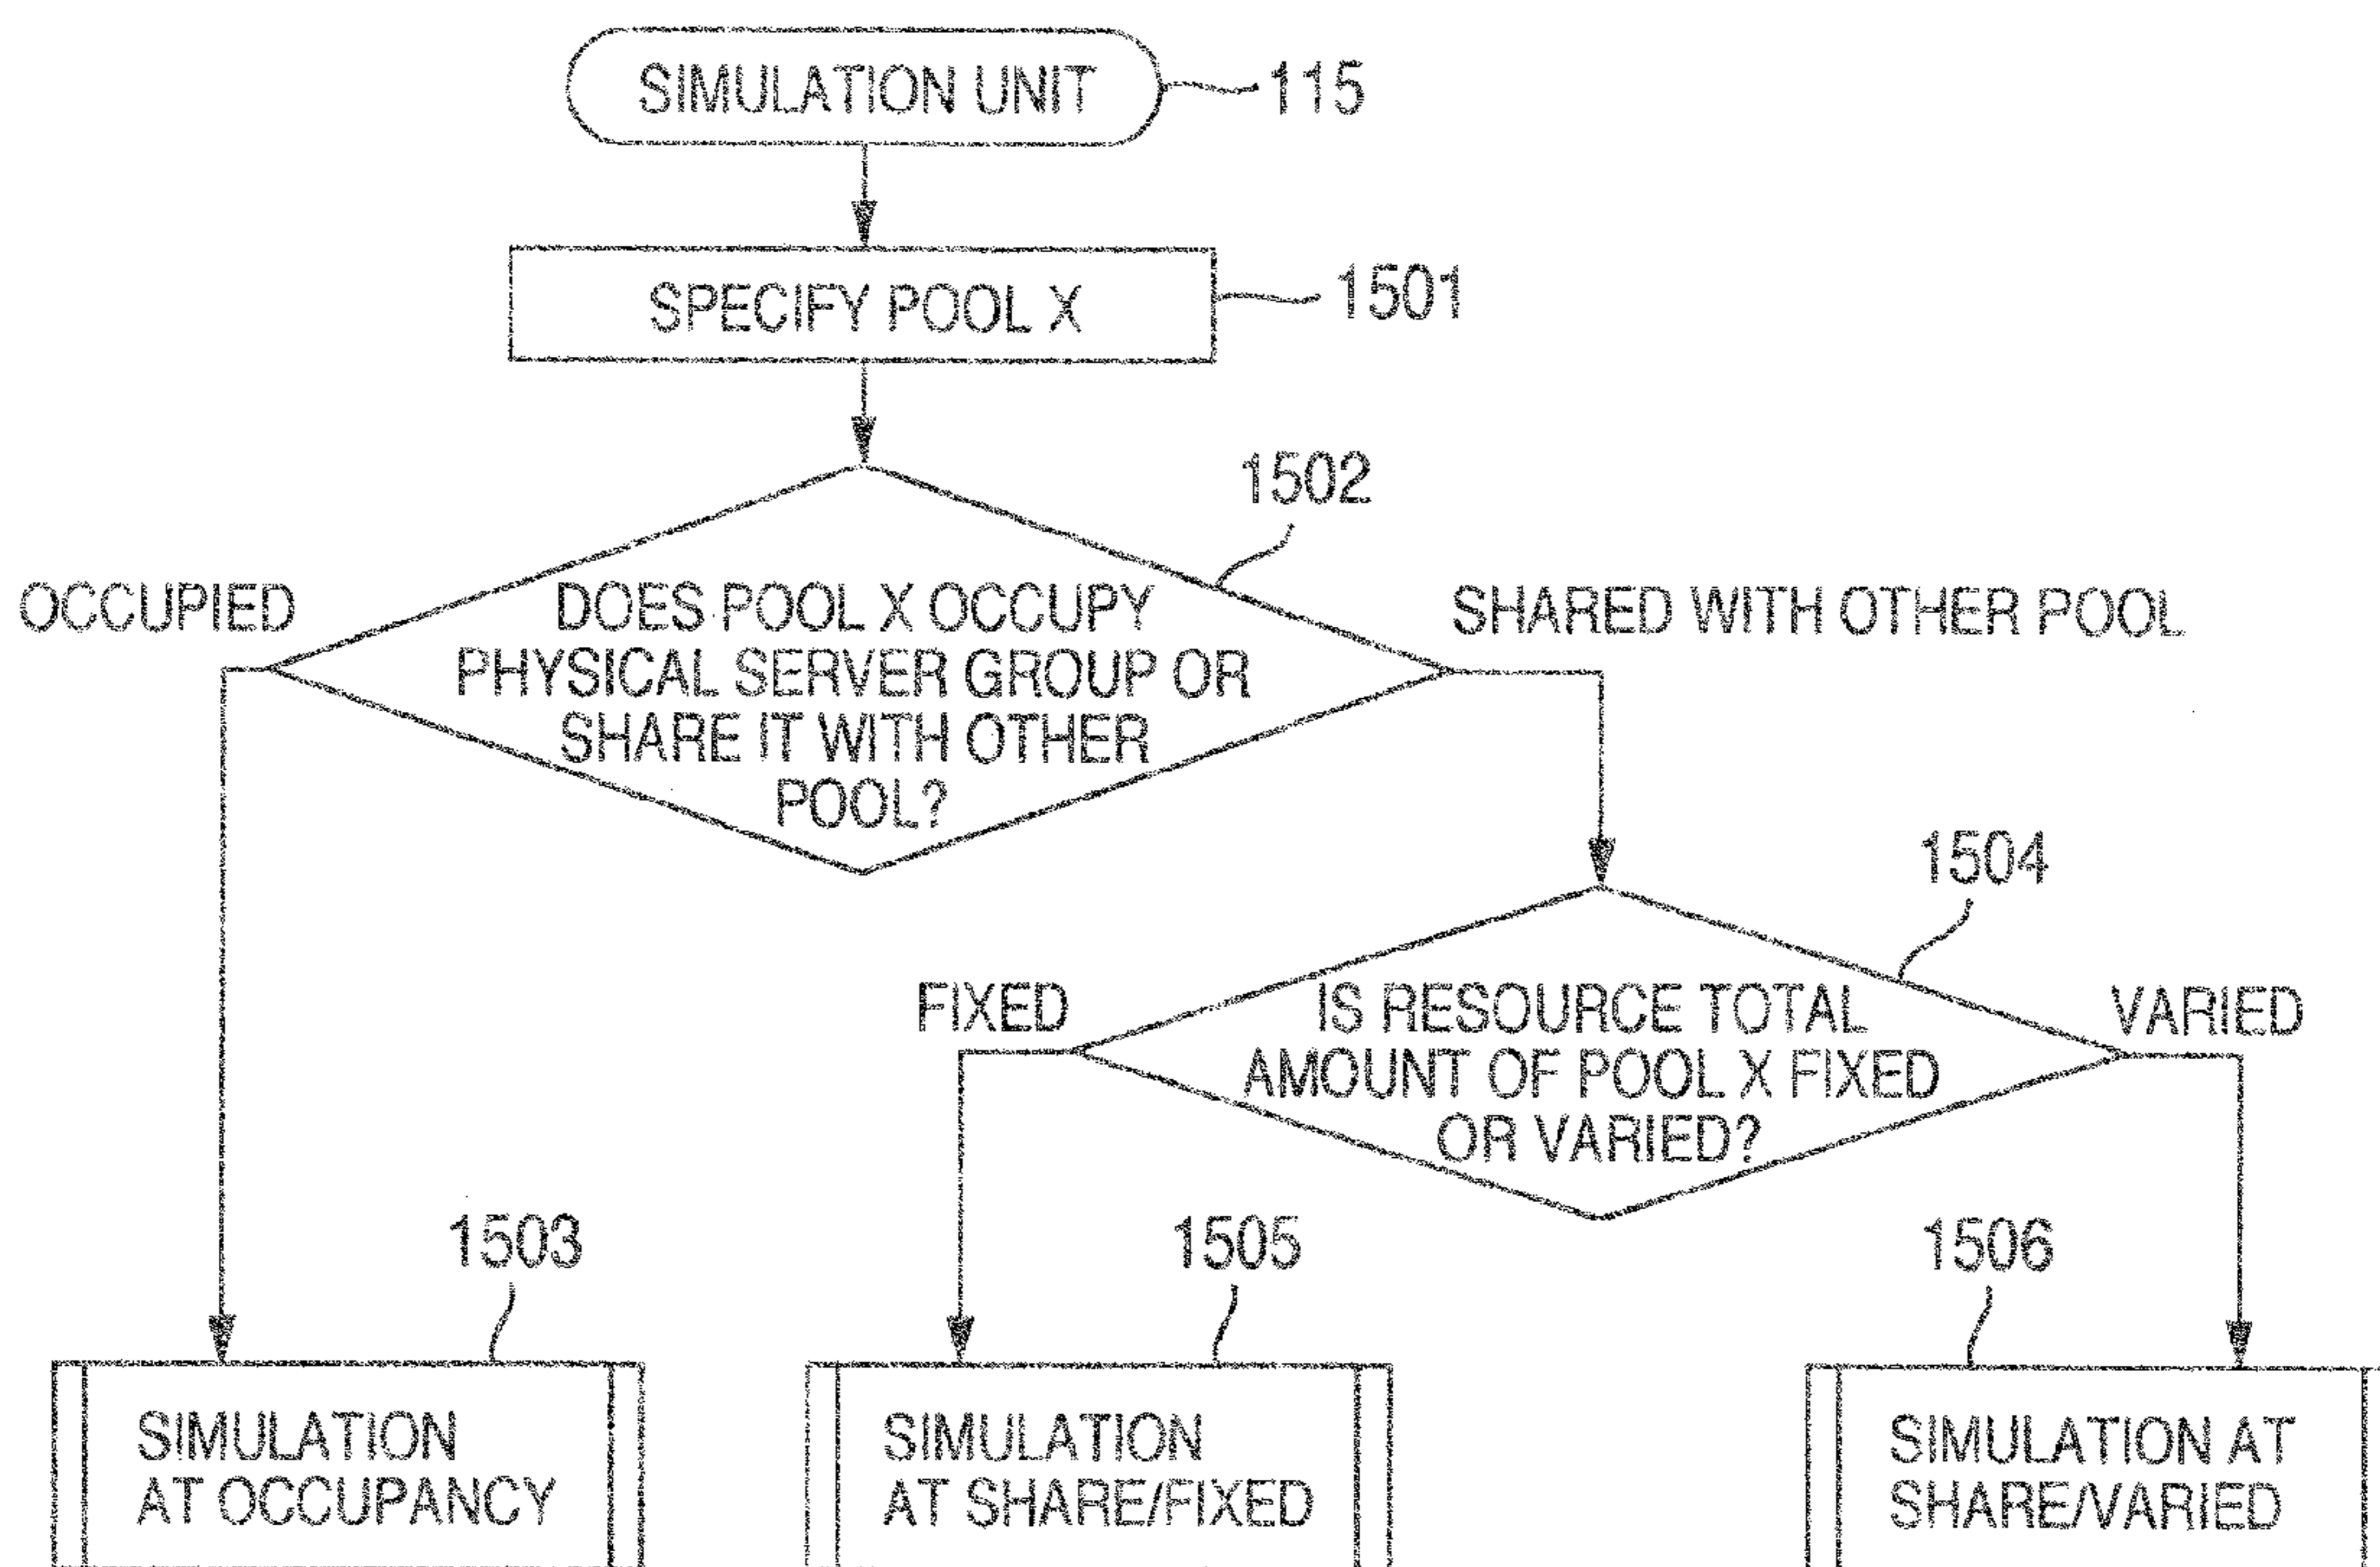 SIMULATION UNIT
115
SPECIFY POOL X
1501
1502
OCCUPIED
DOES POOL X OCCUPY
PHYSICAL SERVER GROUP OR
SHARE IT WITH OTHER
POOL?
SHARED WITH OTHER POOL
1504
FIXED
IS RESOURCE TOTAL
AMOUNT OF POOL X FIXED
OR VARIED?
VARIED
1503
SIMULATION
AT OCCUPANCY
1505
SIMULATION
AT SHARE/FIXED
1506
SIMULATION AT
SHARE/VARIED